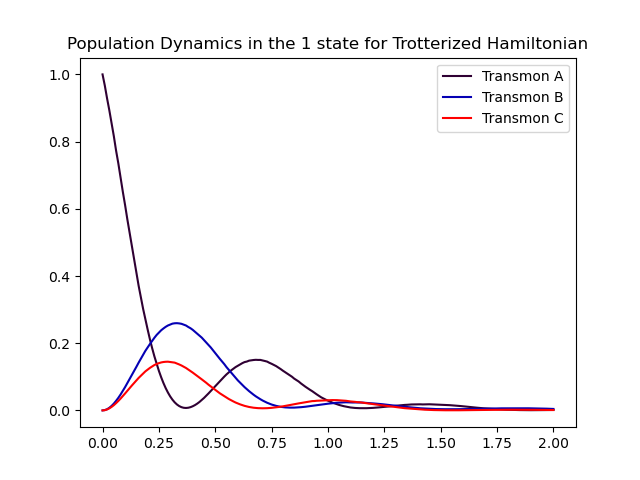 Population Dynamics in the 1 state for Trotterized Hamiltonian
Transmon A
Transmon B
Transmon C
1.0
0.8
0.6
0.4
0.2
0.0
0.00 0.25 0.50 0.75 1.00 1.25 1.50 1.75 2.00